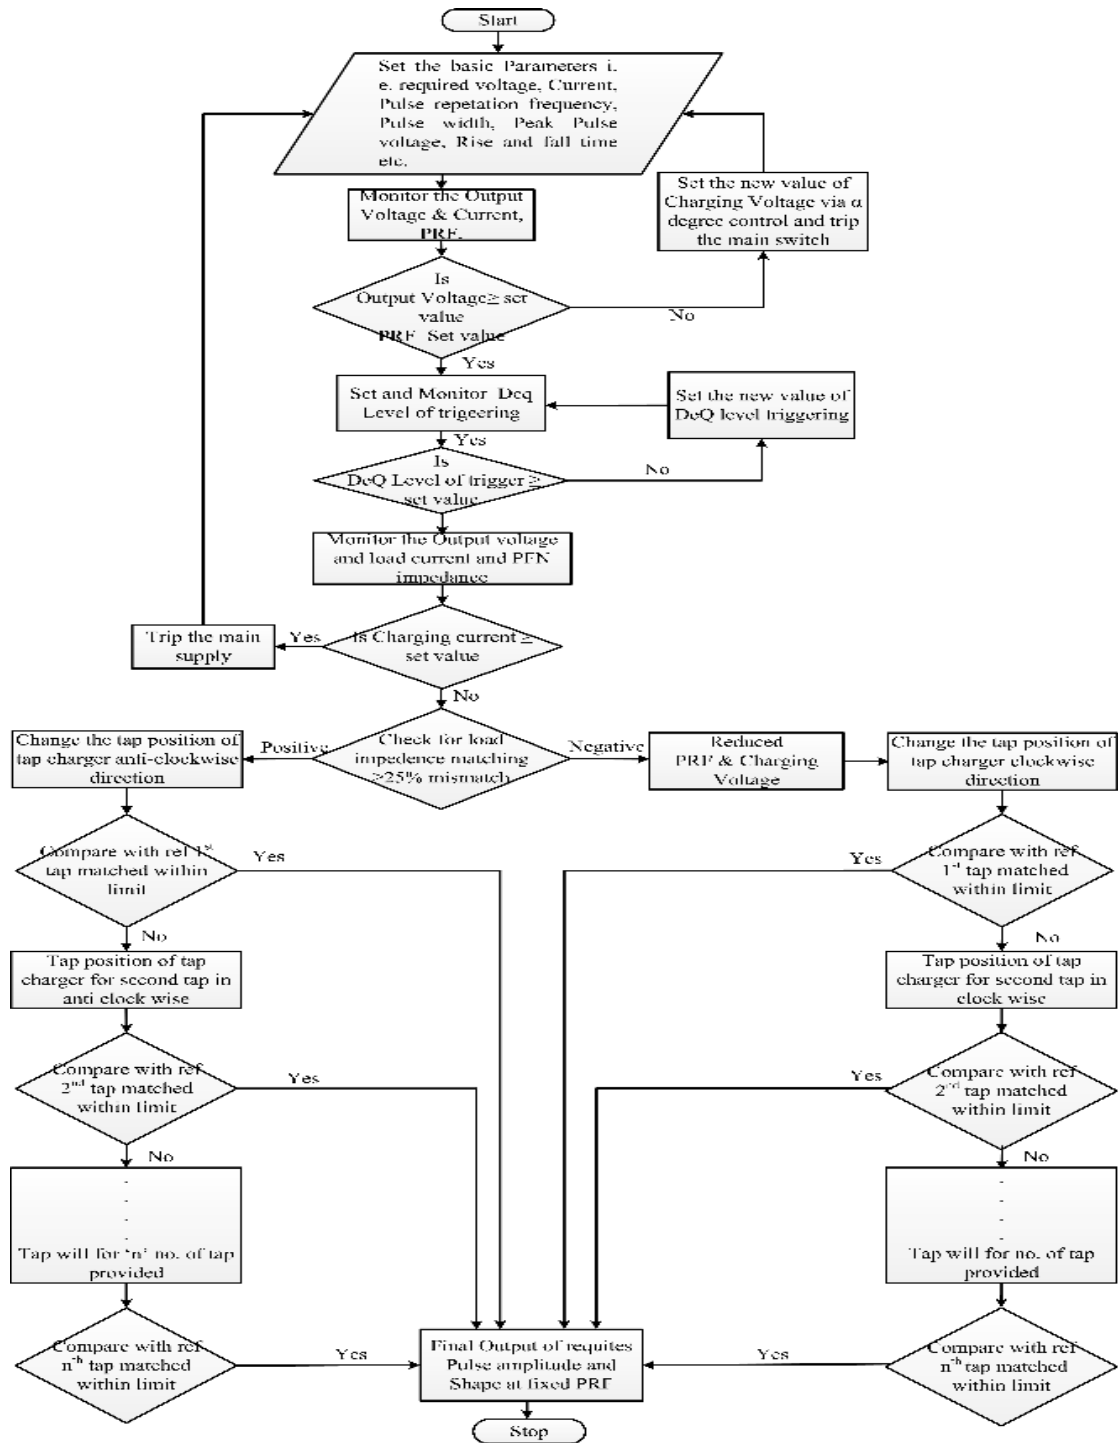 Start
Set the basic Parameters i.
e. required voltage, Current,
Pulse repetation frequency,
Pulse width, Peak Pulse
voltage, Rise and fall time
etc.
Monitor the Output
Voltage & Current,
PRF.
Set the new value of
Charging Voltage via α
degree control and trip
the main switch
Is
Output Voltage≥ set
value
PRF Set value
No
Yes
Set and Monitor Deq
Level of trigeering
Set the new value of
DeQ level triggering
Yes
Is
DeQ Level of trigger ≥
set value
No
Monitor the Output voltage
and load current and PFN
impedance
Is Charging current ≥
set value
Yes
Trip the main
supply
No
Check for load
impedence matching
≥25% mismatch
Positive
Negative
Change the tap position of
tap charger anti-clockwise
direction
Reduced
PRF & Charging
Voltage
Change the tap position of
tap charger clockwise
direction
Compare with ref 1st
tap matched within
limit
Yes
Yes
Compare with ref
1st tap matched
within limit
No
No
Tap position of tap
charger for second tap in
anti clock wise
Tap position of tap
charger for second tap in
clock wise
Compare with ref
2nd tap matched
within limit
Yes
Yes
Compare with ref
2nd tap matched
within limit
No
No
-
-
-
-
Tap will for ‘n’ no. of tap
provided
-
-
-
-
Tap will for no. of tap
provided
Compare with ref
nth tap matched
within limit
Yes
Final Output of requites
Pulse amplitude and
Shape at fixed PRF
Yes
Compare with ref
nth tap matched
within limit
Stop